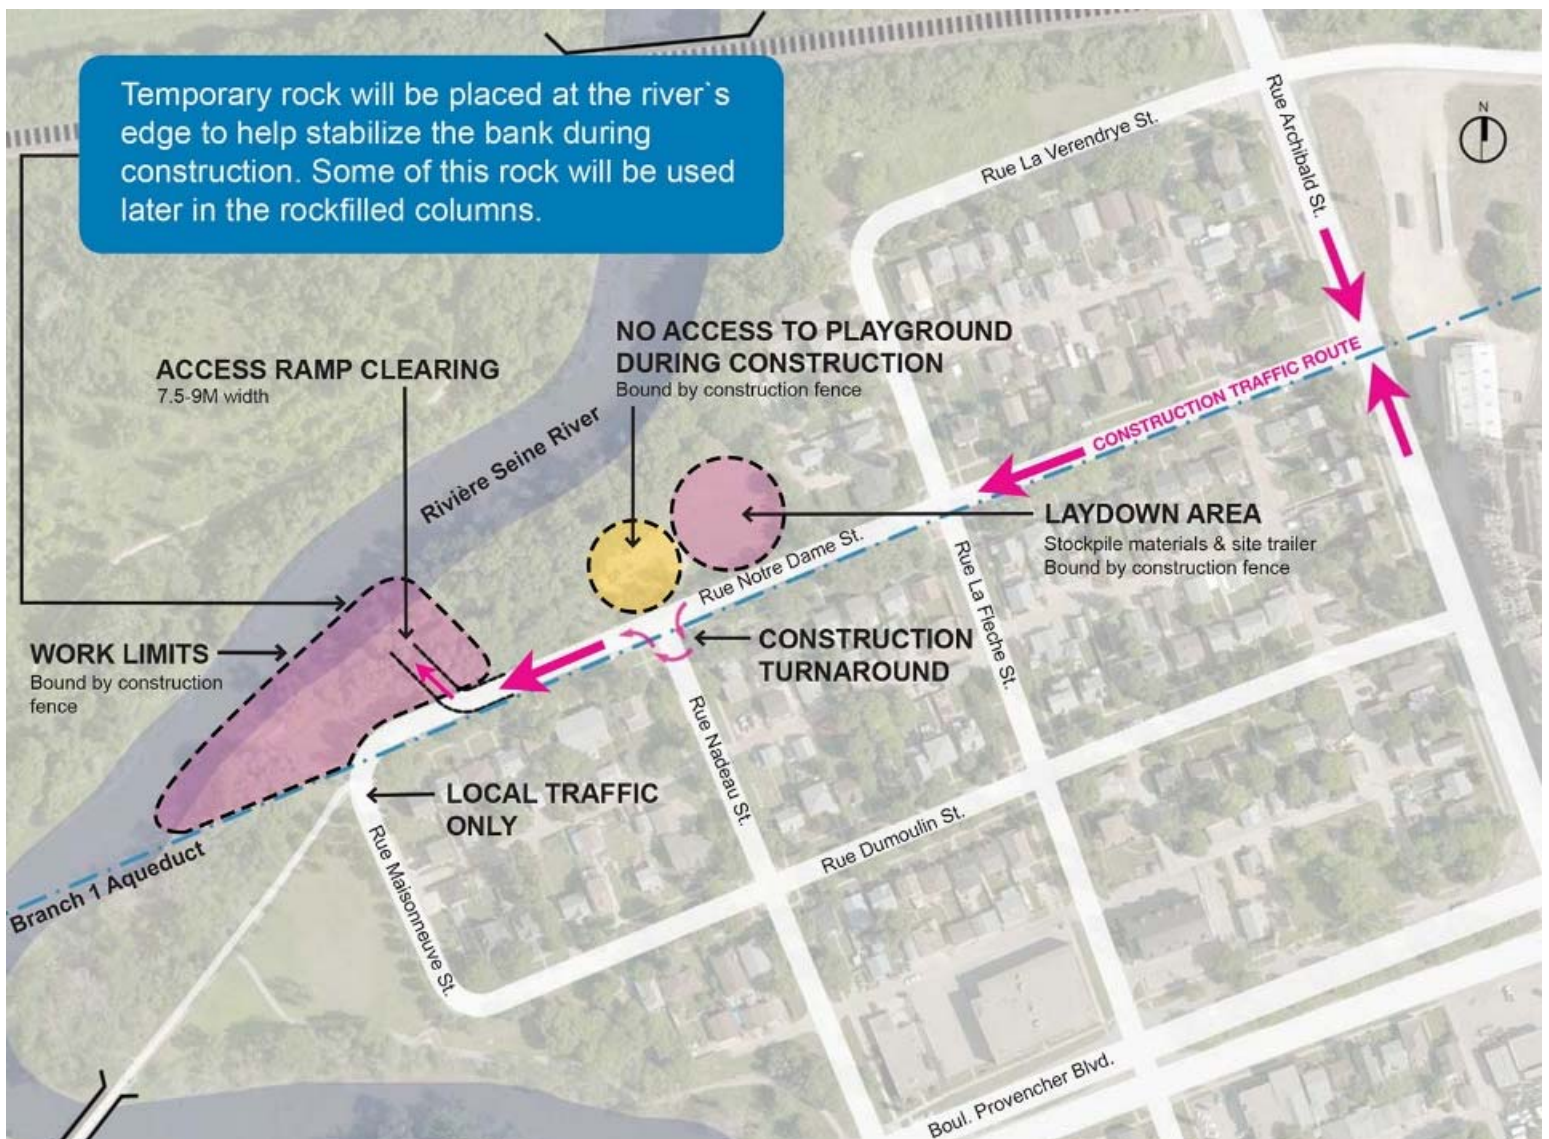 Temporary rock will be placed at the river`s
edge to help stabilize the bank during
construction. Some of this rock will be used
later in the rockfilled columns.
N
Rue Archibald St.
Rue La Verendrye St.
NO ACCESS TO PLAYGROUND
DURING CONSTRUCTION
Bound by construction fence
ACCESS RAMP CLEARING
7.5-9M width
CONSTRUCTION TRAFFIC ROUTE
Rivière Seine River
LAYDOWN AREA
Stockpile materials & site trailer
Bound by construction fence
Rue Notre Dame St.
Rue La Fleche St.
WORK LIMITS
Bound by construction
fence
CONSTRUCTION
TURNAROUND
Rue Nadeau St.
LOCAL TRAFFIC
ONLY
Rue Dumoulin St.
Rue Maisonneuve St.
Branch 1 Aqueduct
Boul. Provencher Blvd.